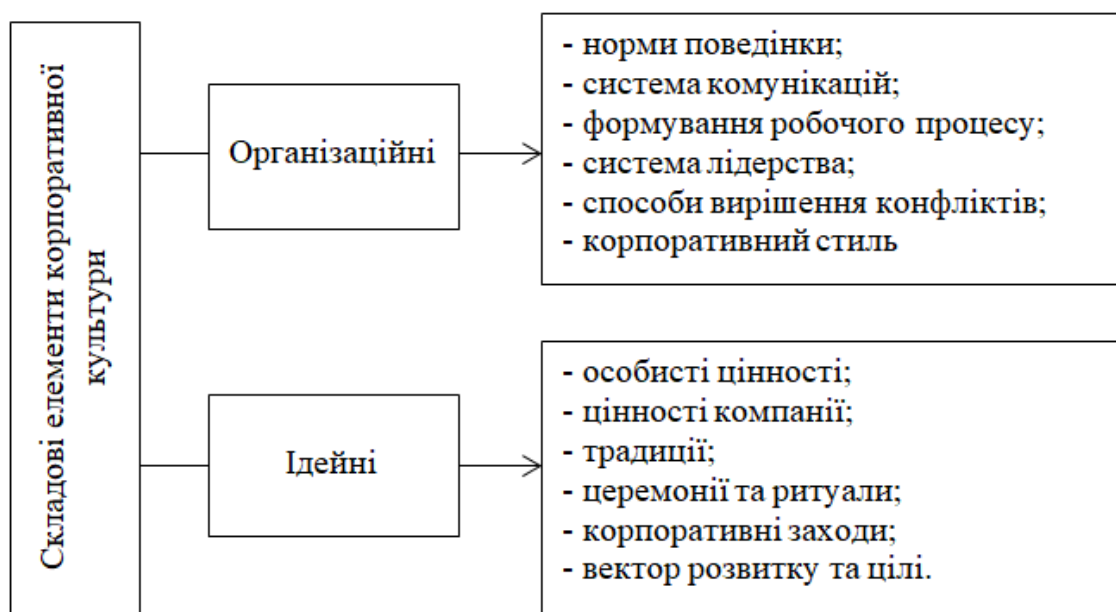 Складові елементи корпоративної
культури
Організаційні
- норми поведінки;
- система комунікацій;
- формування робочого процесу;
- система лідерства;
- способи вирішення конфліктів;
- корпоративний стиль
Ідейні
- особисті цінності;
- цінності компанії;
- традиції;
- церемонії та ритуали;
- корпоративні заходи;
- вектор розвитку та цілі.